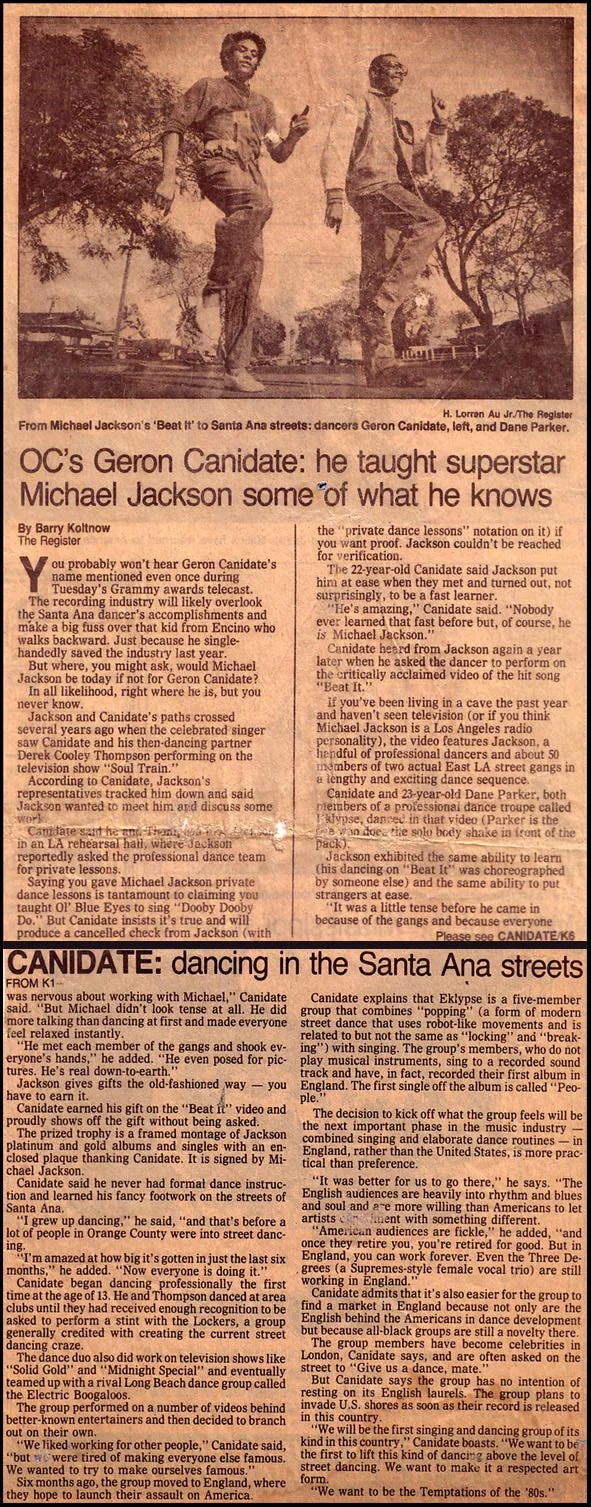 H. Lorren Au Jr./The Register
From Michael Jackson's 'Beat It' to Santa Ana streets: dancers Geron Canidate, left, and Dane Parker.
OC's Geron Canidate: he taught superstar
Michael Jackson some of what he knows
By Barry Koltnow
The Register
You probably won't hear Geron Canidate's
name mentioned even once during
Tuesday's Grammy awards telecast.
The recording industry will likely overlook
the Santa Ana dancer's accomplishments and
make a big fuss over that kid from Encino who
walks backward. Just because he single-
handedly saved the industry last year.
But where, you might ask, would Michael
Jackson be today if not for Geron Canidate?
In all likelihood, right where he is, but you
never know.
Jackson and Canidate's paths crossed
several years ago when the celebrated singer
saw Canidate and his then-dancing partner
Derek Cooley Thompson performing on the
television show "Soul Train."
According to Canidate, Jackson's
representatives tracked him down and said
Jackson wanted to meet him and discuss some
work.
Canidate said he and
in an LA rehearsal hall, where Jackson
reportedly asked the professional dance team
for private lessons.
Saying you gave Michael Jackson private
dance lessons is tantamount to claiming you
taught Ol' Blue Eyes to sing "Dooby Dooby
Do." But Canidate insists it's true and will
produce a cancelled check from Jackson (with
the "private dance lessons" notation on it) if
you want proof. Jackson couldn't be reached
for verification.
The 22-year-old Canidate said Jackson put
him at ease when they met and turned out, not
surprisingly, to be a fast learner.
"He's amazing," Canidate said. "Nobody
ever learned that fast before but, of course, he
is Michael Jackson."
Canidate heard from Jackson again a year
later when he asked the dancer to perform on
the critically acclaimed video of the hit song
"Beat It."
If you've been living in a cave the past year
and haven't seen television (or if you think
Michael Jackson is a Los Angeles radio
personality), the video features Jackson, a
handful of professional dancers and about 50
members of two actual East LA street gangs in
a lengthy and exciting dance sequence.
Canidate and 23-year-old Dane Parker, both
members of a professional dance troupe called
Eklypse, danced in that video (Parker is the
one who does the solo body shake in front of the
pack).
Jackson exhibited the same ability to learn
(his dancing on "Beat It" was choreographed
by someone else) and the same ability to put
strangers at ease.
"It was a little tense before he came in
because of the gangs and because everyone
Please see CANIDATE/K6
CANIDATE: dancing in the Santa Ana streets
FROM K1
was nervous about working with Michael," Canidate
said. "But Michael didn't look tense at all. He did
more talking than dancing at first and made everyone
feel relaxed instantly.
"He met each member of the gangs and shook ev-
eryone's hands," he added. "He even posed for pic-
tures. He's real down-to-earth."
Jackson gives gifts the old-fashioned way — you
have to earn it.
Canidate earned his gift on the "Beat It" video and
proudly shows off the gift without being asked.
The prized trophy is a framed montage of Jackson
platinum and gold albums and singles with an en-
closed plaque thanking Canidate. It is signed by Mi-
chael Jackson.
Canidate said he never had formal dance instruc-
tion and learned his fancy footwork on the streets of
Santa Ana.
"I grew up dancing," he said, "and that's before a
lot of people in Orange County were into street danc-
ing.
"I'm amazed at how big it's gotten in just the last six
months," he added. "Now everyone is doing it."
Canidate began dancing professionally the first
time at the age of 13. He and Thompson danced at area
clubs until they had received enough recognition to be
asked to perform a stint with the Lockers, a group
generally credited with creating the current street
dancing craze.
The dance duo also did work on television shows like
"Solid Gold" and "Midnight Special" and eventually
teamed up with a rival Long Beach dance group called
the Electric Boogaloos.
The group performed on a number of videos behind
better-known entertainers and then decided to branch
out on their own.
"We liked working for other people," Canidate said,
"but we were tired of making everyone else famous.
We wanted to try to make ourselves famous."
Six months ago, the group moved to England, where
they hope to launch their assault on America.
Canidate explains that Eklypse is a five-member
group that combines "popping" (a form of modern
street dance that uses robot-like movements and is
related to but not the same as "locking" and "break-
ing") with singing. The group's members, who do not
play musical instruments, sing to a recorded sound
track and have, in fact, recorded their first album in
England. The first single off the album is called "Peo-
ple."
The decision to kick off what the group feels will be
the next important phase in the music industry —
combined singing and elaborate dance routines — in
England, rather than the United States, is more prac-
tical than preference.
"It was better for us to go there," he says. "The
English audiences are heavily into rhythm and blues
and soul and are more willing than Americans to let
artists with something different.
"American audiences are fickle," he added, "and
once they retire you, you're retired for good. But in
England, you can work forever. Even the Three De-
grees (a Supremes-style female vocal trio) are still
working in England."
Canidate admits that it's also easier for the group to
find a market in England because not only are the
English behind the Americans in dance development
but because all-black groups are still a novelty there.
The group members have become celebrities in
London, Canidate says, and are often asked on the
street to "Give us a dance, mate."
But Canidate says the group has no intention of
resting on its English laurels. The group plans to
invade U.S. shores as soon as their record is released
in this country.
"We will be the first singing and dancing group of its
kind in this country," Canidate boasts. "We want to be
the first to lift this kind of dancing above the level of
street dancing. We want to make it a respected art
form.
"We want to be the Temptations of the '80s."